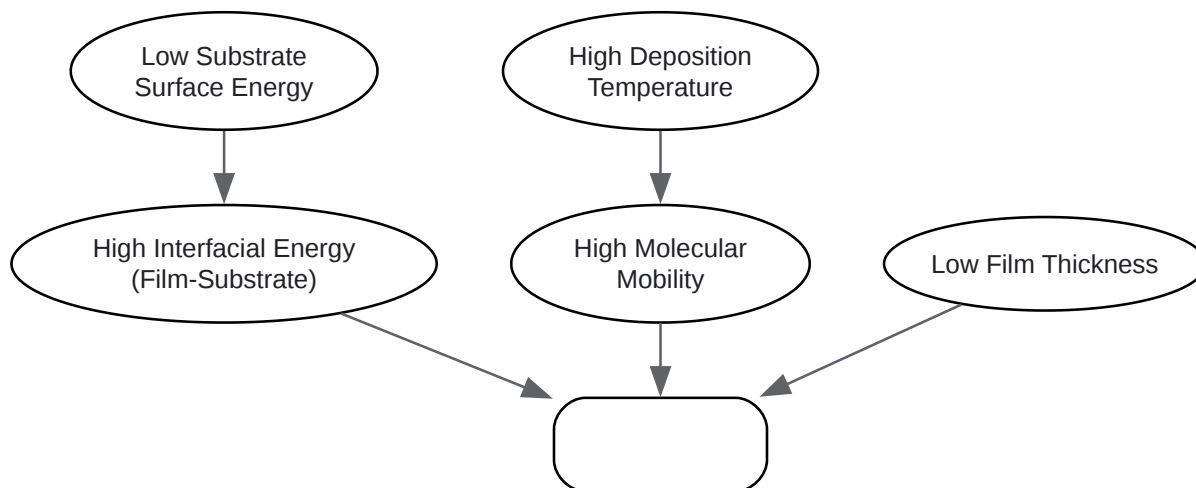 Low Substrate
Surface Energy
High Deposition
Temperature
High Interfacial Energy
(Film-Substrate)
High Molecular
Mobility
Low Film Thickness